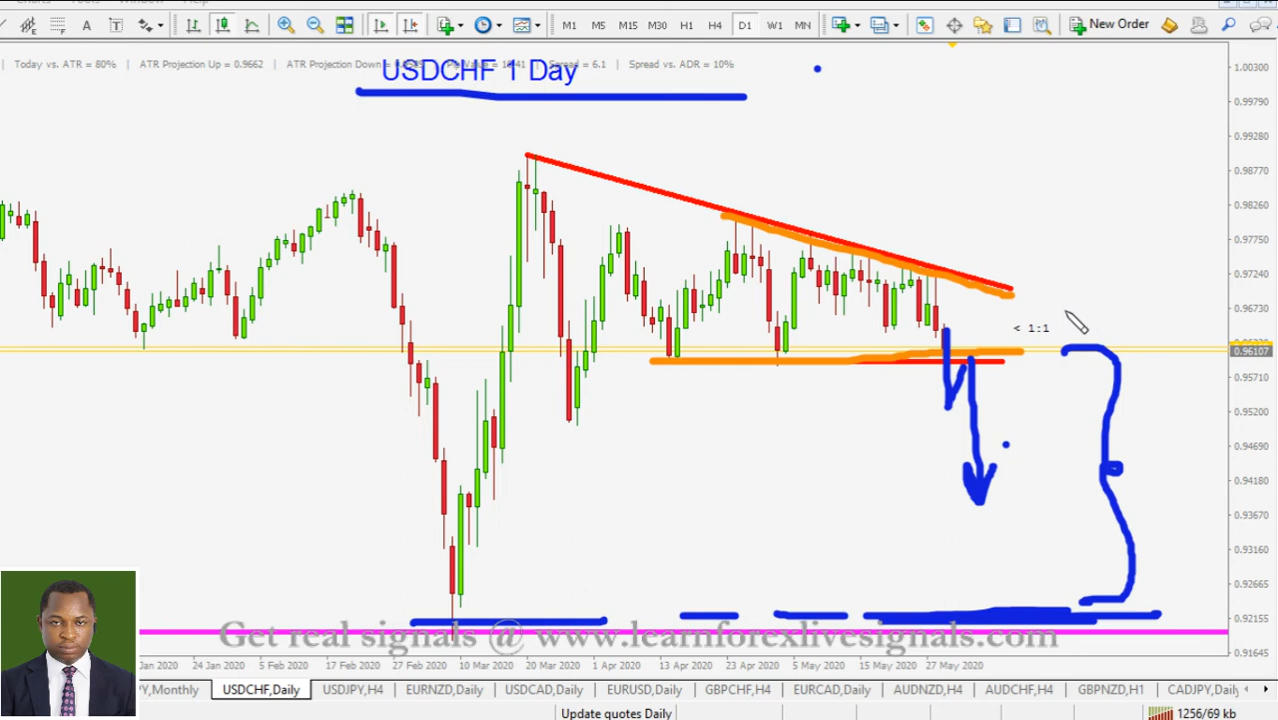 M1 M5 M15 M30 H1 H4 D1 W1 MN New Order
Today vs. ATR = 80% ATR Projection Up = 0.9662 ATR Projection Down Spread = 6.1 Spread vs. ADR = 10%
USDCHF 1 Day
1.00300
0.99790
0.99280
0.98770
0.98260
0.97750
0.97240
0.96730
< 1:1
0.96107
0.95710
0.95200
0.94690
0.94180
0.93670
0.93160
0.92665
0.92155
0.91645
Get real signals @ www.learnforexlivesignals.com
Jan 2020 24 Jan 2020 5 Feb 2020 17 Feb 2020 27 Feb 2020 10 Mar 2020 20 Mar 2020 1 Apr 2020 13 Apr 2020 23 Apr 2020 5 May 2020 15 May 2020 27 May 2020
PY,Monthly USDCHF,Daily USDJPY,H4 EURNZD,Daily USDCAD,Daily EURUSD,Daily GBPCHF,H4 EURCAD,Daily AUDNZD,H4 AUDCHF,H4 GBPNZD,H1 CADJPY,Daily
Update quotes Daily 1256/69 kb